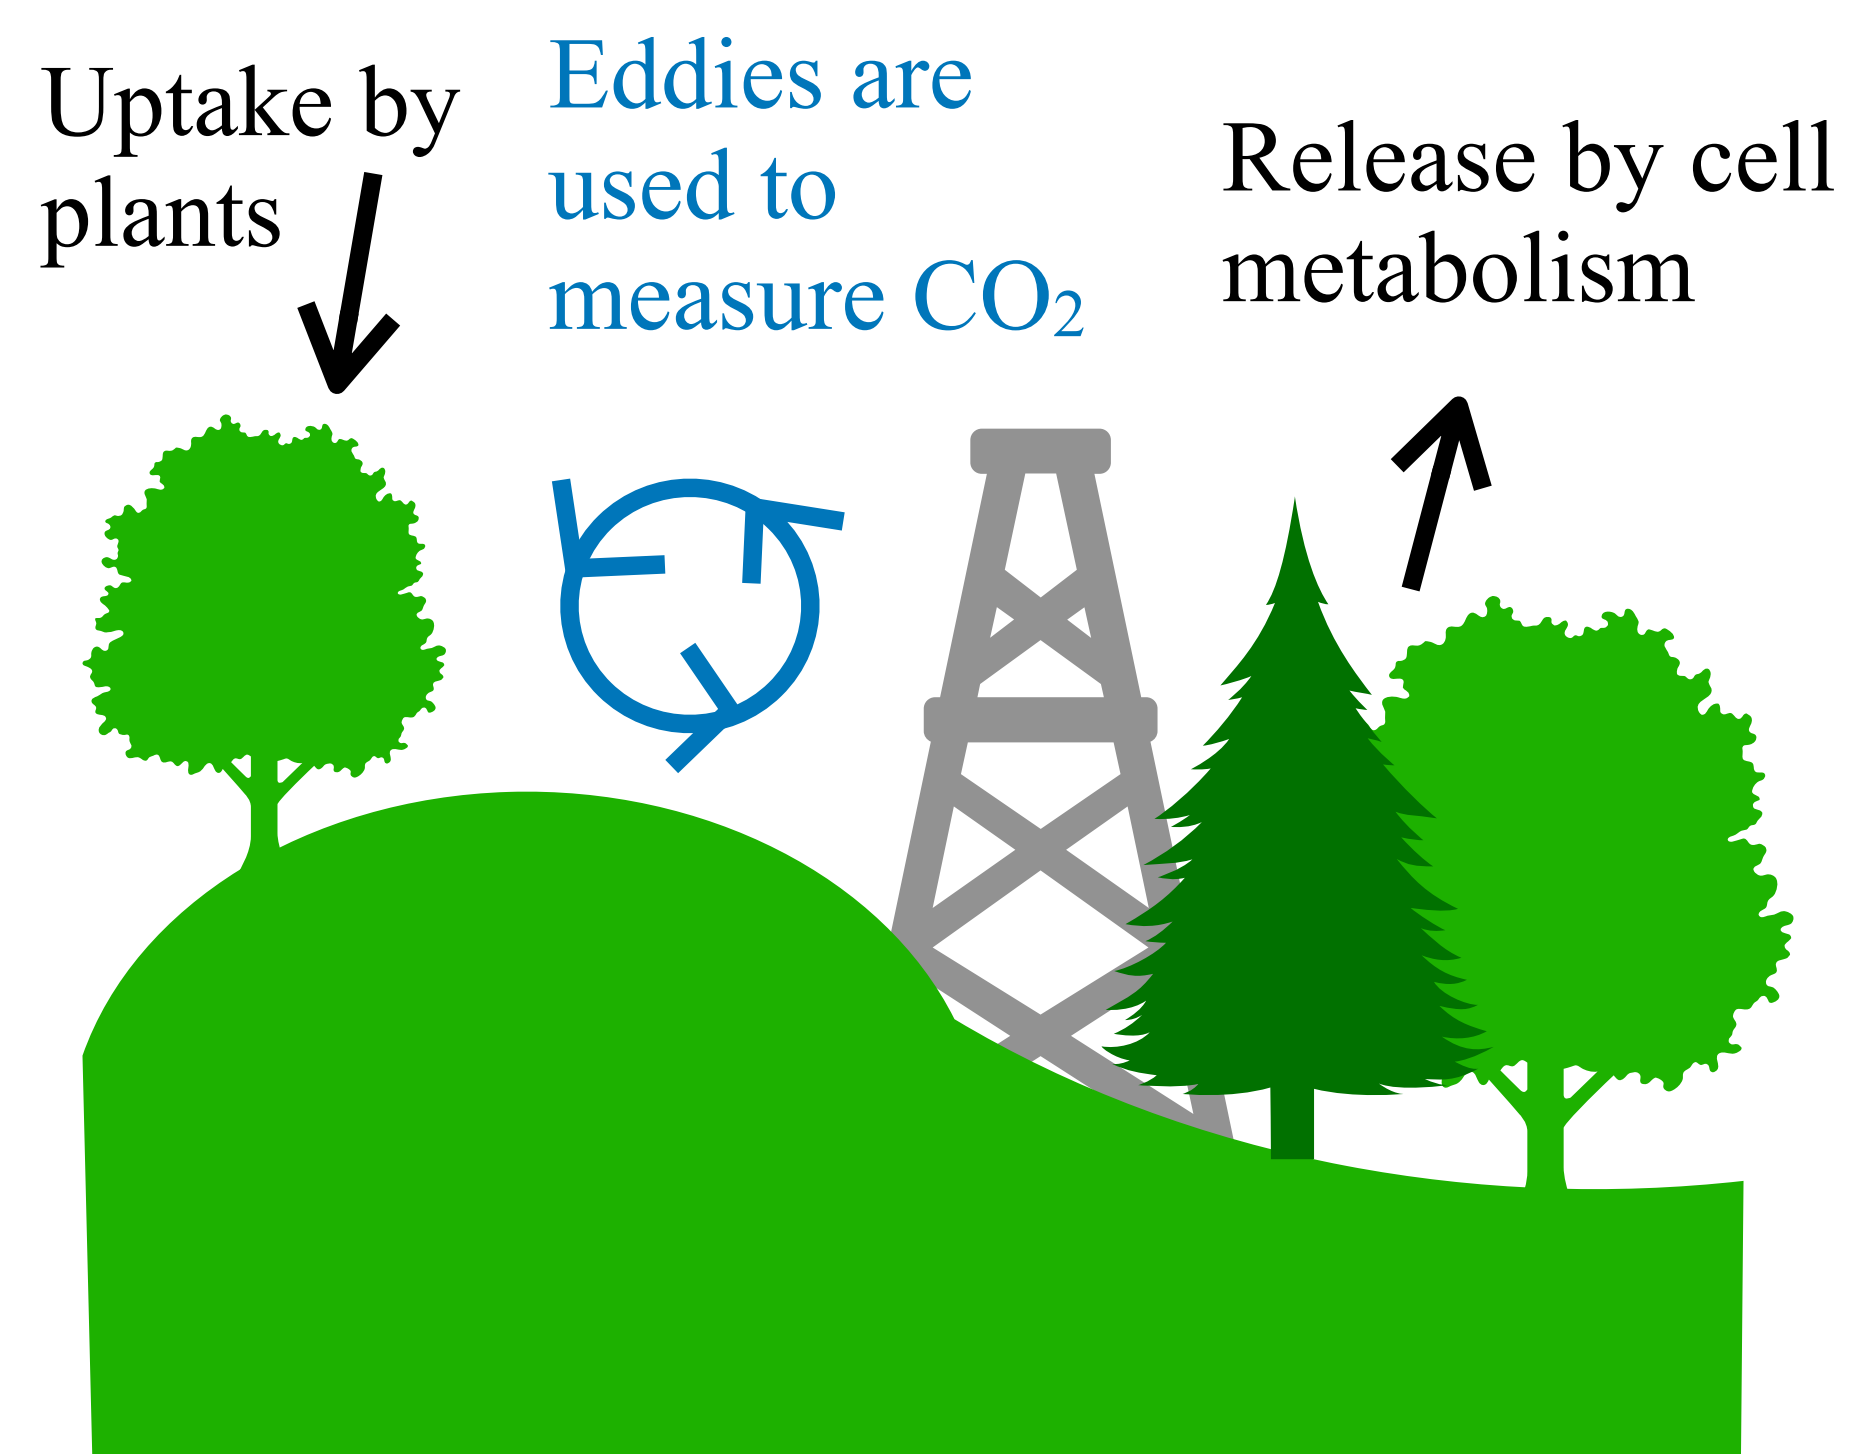 Uptake by
plants
Eddies are
used to
measure CO₂
Release by cell
metabolism